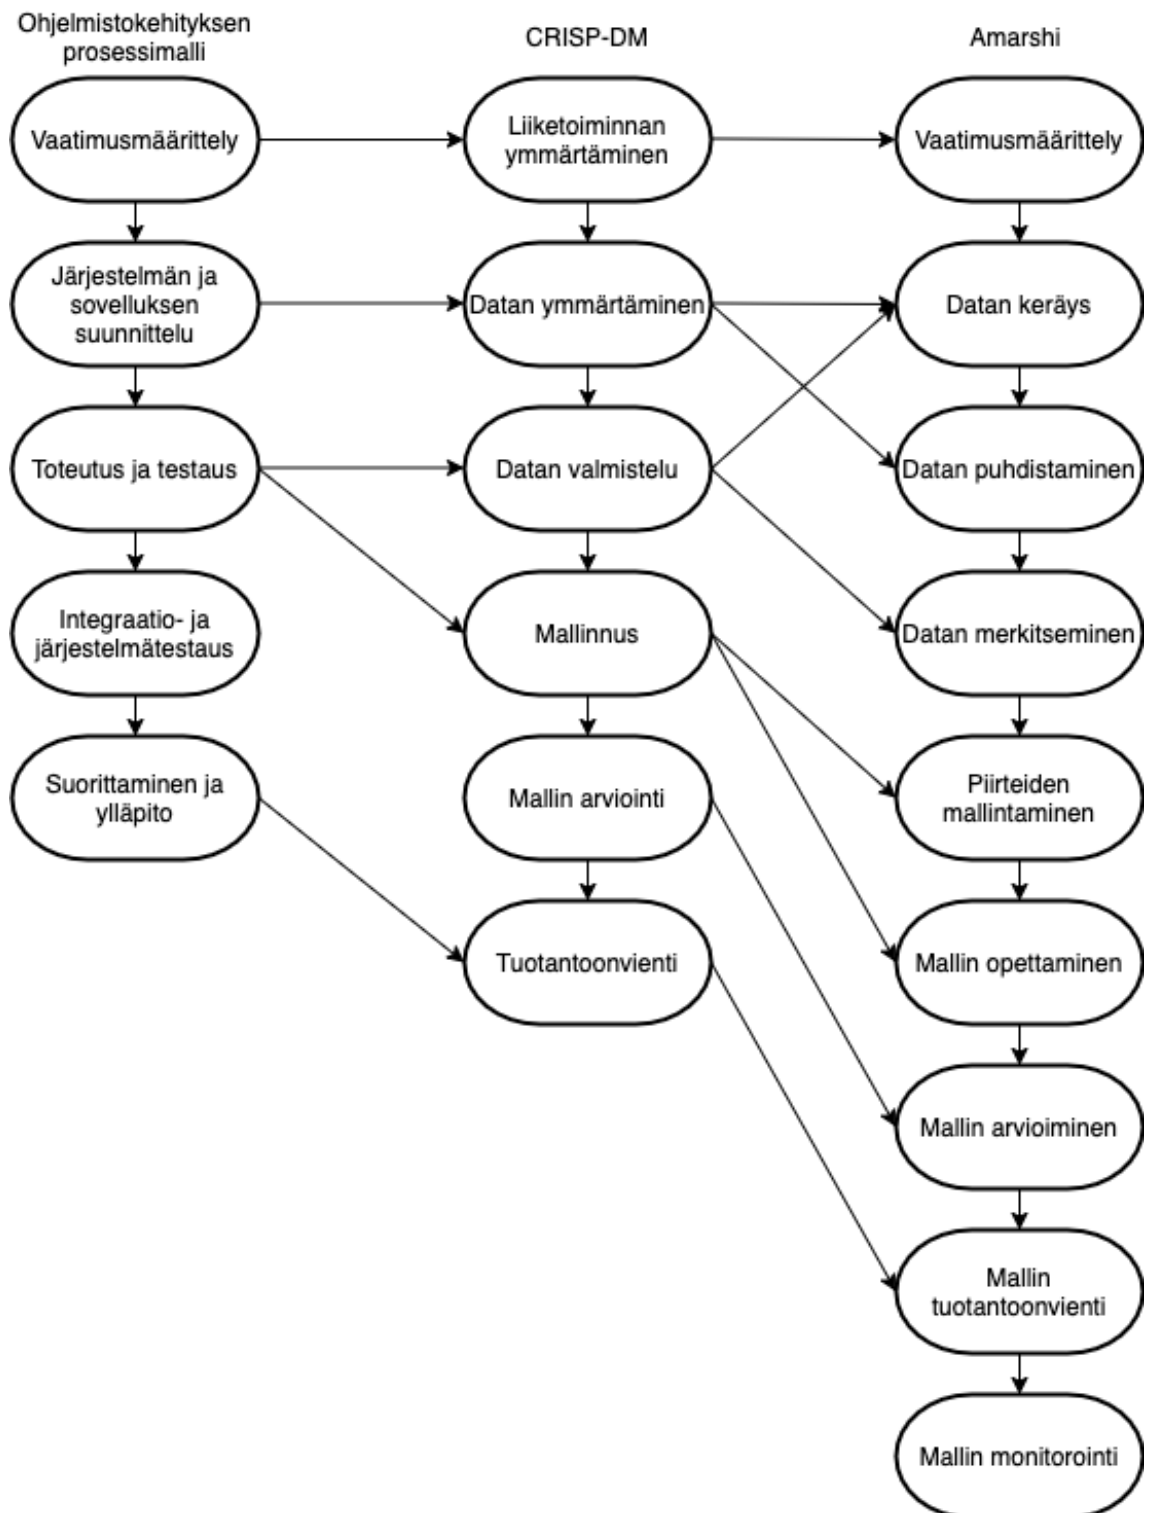 Ohjelmistokehityksen
prosessimalli
Vaatimusmäärittely
Järjestelmän ja
sovelluksen
suunnittelu
Toteutus ja testaus
Integraatio- ja
järjestelmätestaus
Suorittaminen ja
ylläpito
CRISP-DM
Liiketoiminnan
ymmärtäminen
Datan ymmärtäminen
Datan valmistelu
Mallinnus
Mallin arviointi
Tuotantoonvienti
Amarshi
Vaatimusmäärittely
Datan keräys
Datan puhdistaminen
Datan merkitseminen
Piirteiden
mallintaminen
Mallin opettaminen
Mallin arvioiminen
Mallin
tuotantoonvienti
Mallin monitorointi